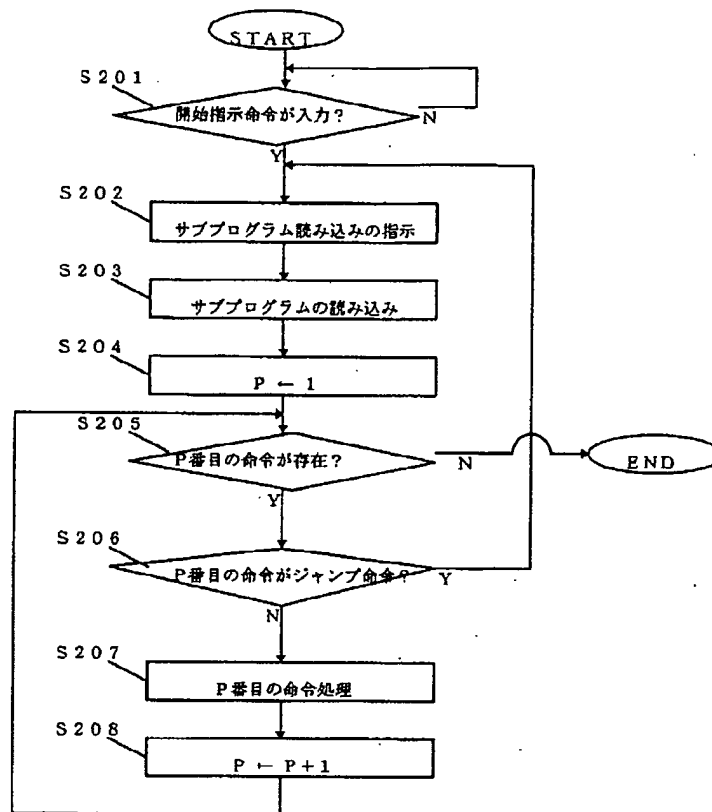 START
S201
開始指示命令が入力?
N
Y
S202
サブプログラム読み込みの指示
S203
サブプログラムの読み込み
S204
P ← 1
S205
P番目の命令が存在?
N
END
Y
S206
P番目の命令がジャンプ命令?
Y
N
S207
P番目の命令処理
S208
P ← P+1